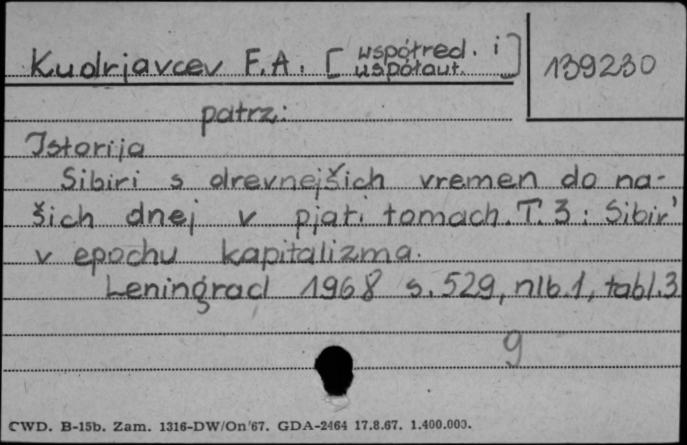 Kudrjavcev F.A. [współred. i współaut.] 139230
patrz:
Istorija
Sibiri s drevnejšich vremen do na-
šich dnej v pjati tomach. T. 3: Sibir'
v epochu kapitalizma.
Leningrad 1968 s. 529, nlb. 1, tabl. 3
g
CWD. B-15b. Zam. 1316-DW/On/67. GDA-2464 17.8.67. 1.400.000.